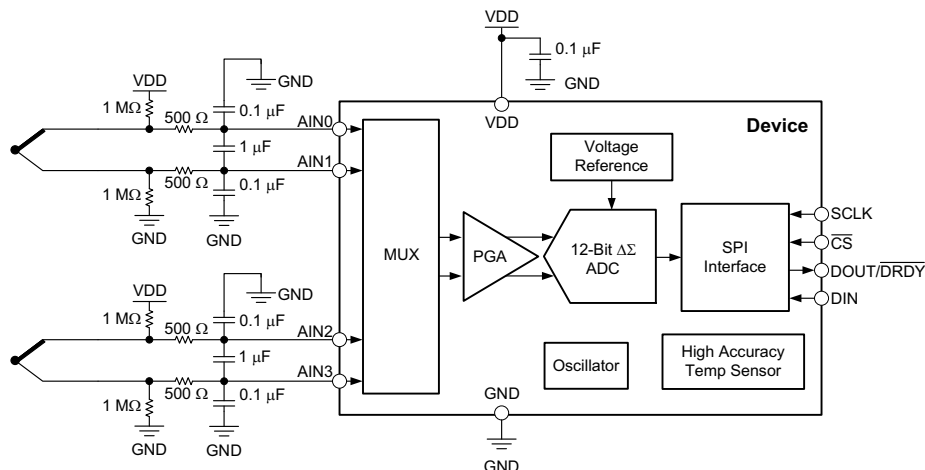 VDD
0.1 μF
GND
VDD
Device
GND
VDD
1 MΩ
500 Ω
0.1 μF
AIN0
1 μF
AIN1
500 Ω
0.1 μF
1 MΩ
GND
GND
MUX
PGA
Voltage
Reference
12-Bit ΔΣ
ADC
SPI
Interface
SCLK
CS
DOUT/DRDY
DIN
GND
VDD
1 MΩ
500 Ω
0.1 μF
AIN2
1 μF
AIN3
500 Ω
0.1 μF
1 MΩ
GND
GND
Oscillator
High Accuracy
Temp Sensor
GND
GND